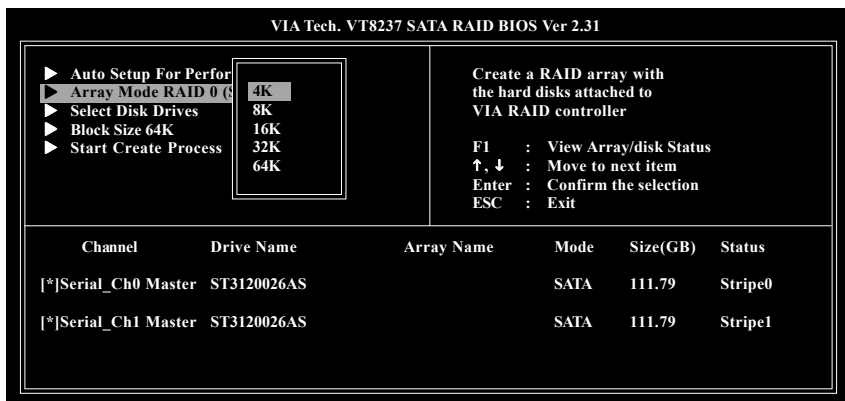 VIA Tech. VT8237 SATA RAID BIOS Ver 2.31
Auto Setup For Perfor
Array Mode RAID 0 (S
Select Disk Drives
Block Size 64K
Start Create Process
4K
8K
16K
32K
64K
Create a RAID array with
the hard disks attached to
VIA RAID controller
F1 : View Array/disk Status
↑, ↓ : Move to next item
Enter : Confirm the selection
ESC : Exit
Channel Drive Name Array Name Mode Size(GB) Status
[*]Serial_Ch0 Master ST3120026AS SATA 111.79 Stripe0
[*]Serial_Ch1 Master ST3120026AS SATA 111.79 Stripe1